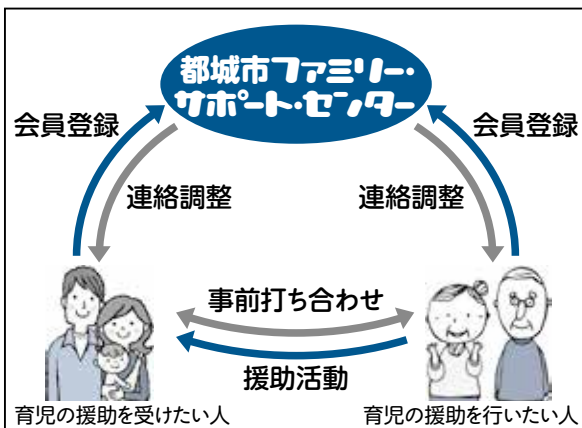 都城市ファミリー・
サポート・センター
会員登録
会員登録
連絡調整
連絡調整
事前打ち合わせ
援助活動
育児の援助を受けたい人
育児の援助を行いたい人